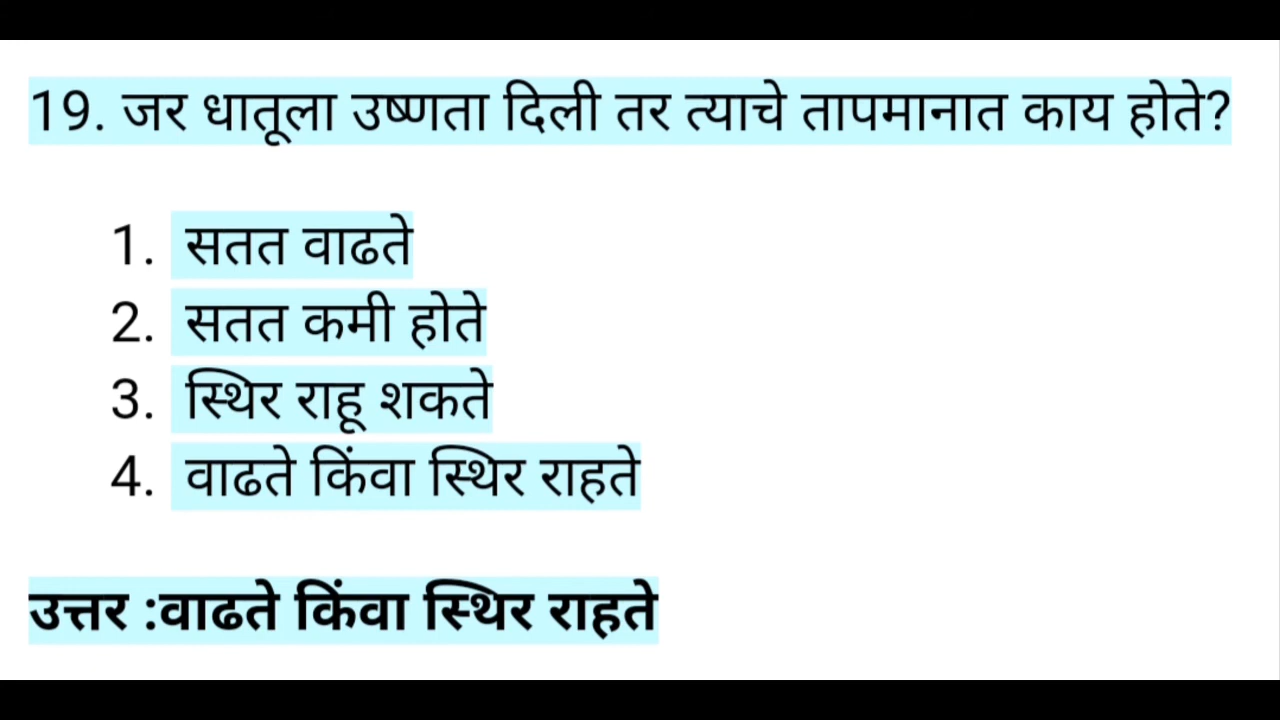 19. जर धातूला उष्णता दिली तर त्याचे तापमानात काय होते?
1. सतत वाढते
2. सतत कमी होते
3. स्थिर राहू शकते
4. वाढते किंवा स्थिर राहते
उत्तर :वाढते किंवा स्थिर राहते